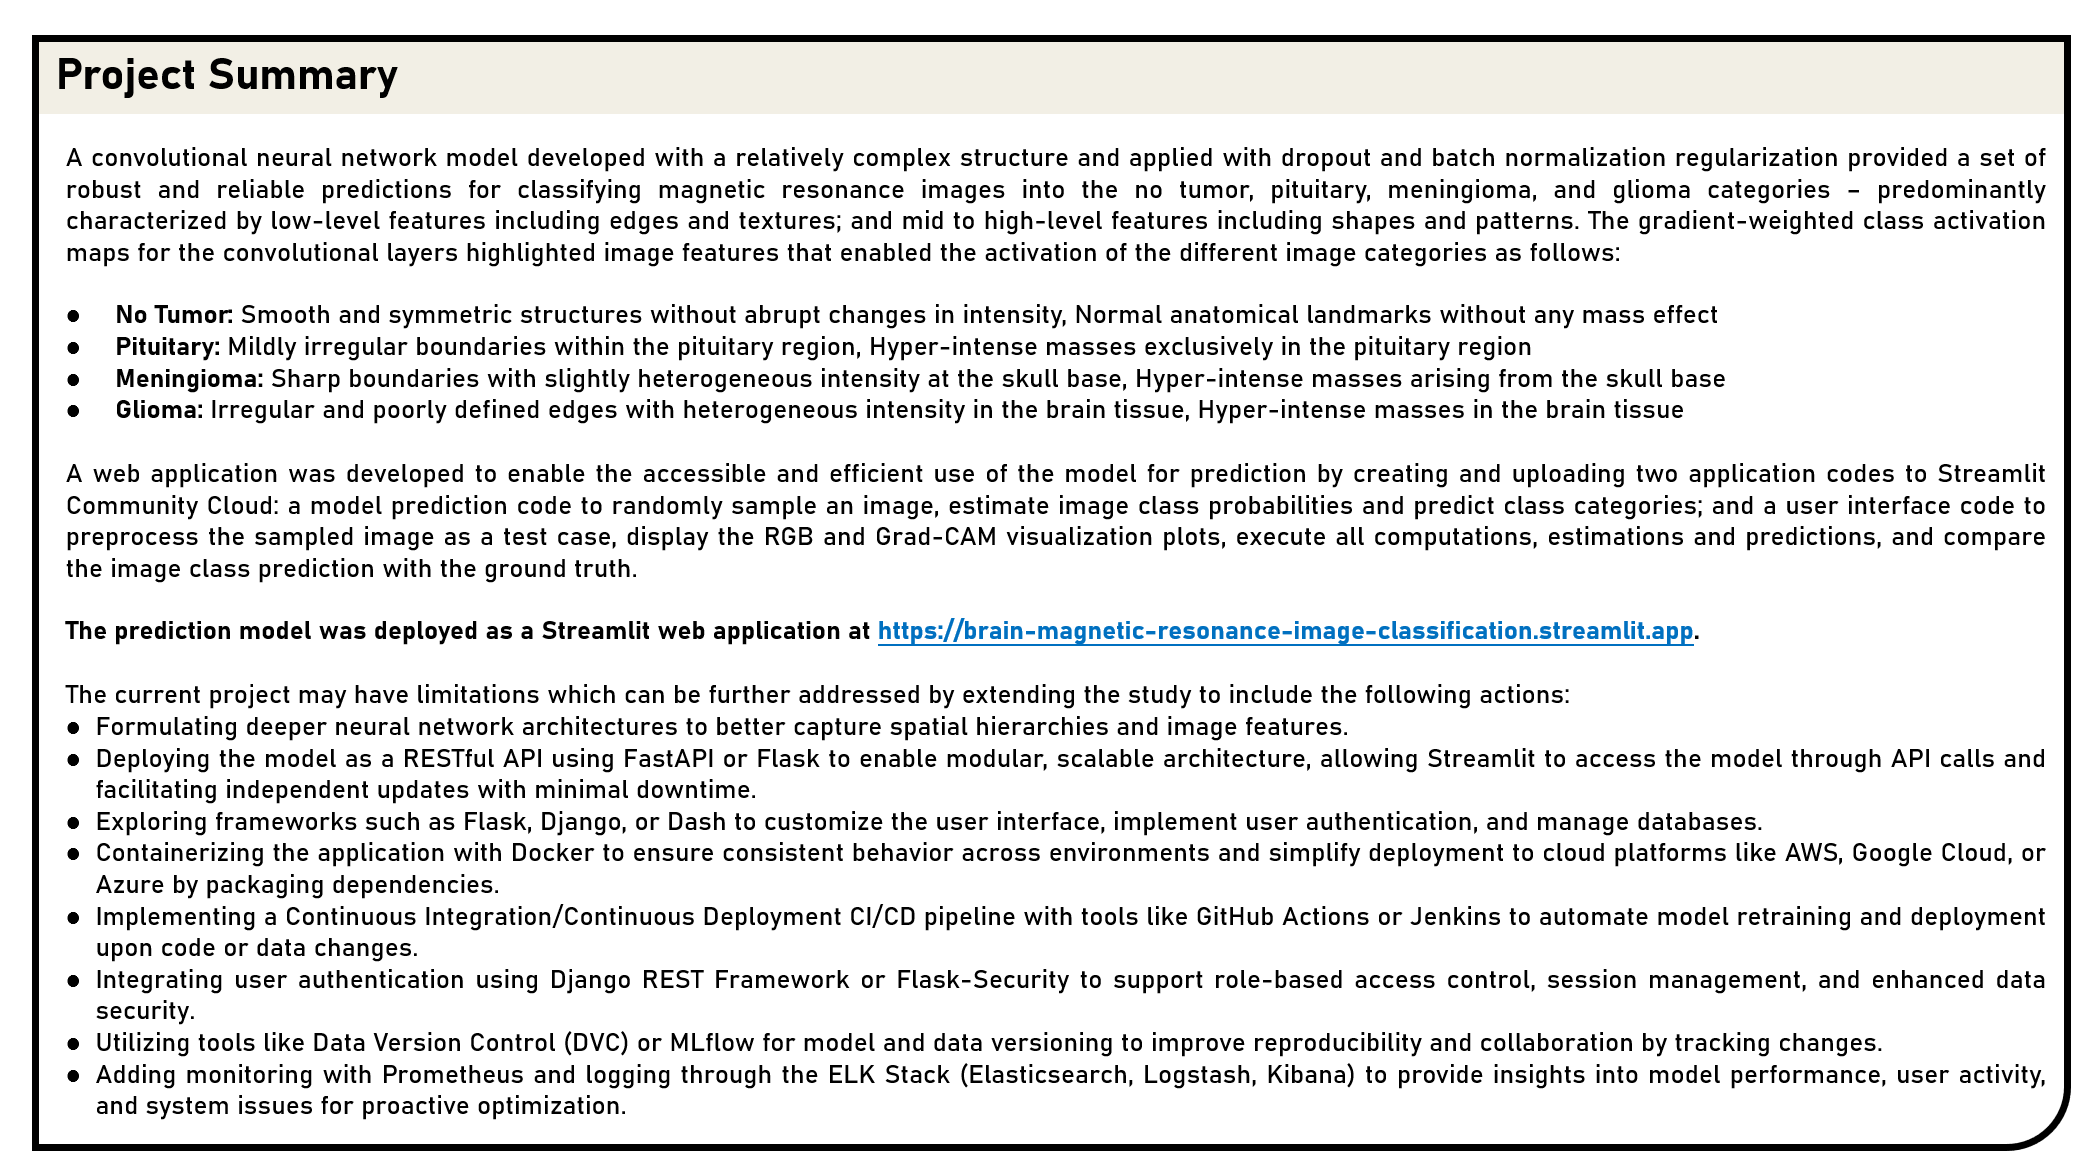 Project Summary
A convolutional neural network model developed with a relatively complex structure and applied with dropout and batch normalization regularization provided a set of
robust and reliable predictions for classifying magnetic resonance images into the no tumor, pituitary, meningioma, and glioma categories – predominantly
characterized by low-level features including edges and textures; and mid to high-level features including shapes and patterns. The gradient-weighted class activation
maps for the convolutional layers highlighted image features that enabled the activation of the different image categories as follows:
● No Tumor: Smooth and symmetric structures without abrupt changes in intensity, Normal anatomical landmarks without any mass effect
● Pituitary: Mildly irregular boundaries within the pituitary region, Hyper-intense masses exclusively in the pituitary region
● Meningioma: Sharp boundaries with slightly heterogeneous intensity at the skull base, Hyper-intense masses arising from the skull base
● Glioma: Irregular and poorly defined edges with heterogeneous intensity in the brain tissue, Hyper-intense masses in the brain tissue
A web application was developed to enable the accessible and efficient use of the model for prediction by creating and uploading two application codes to Streamlit
Community Cloud: a model prediction code to randomly sample an image, estimate image class probabilities and predict class categories; and a user interface code to
preprocess the sampled image as a test case, display the RGB and Grad-CAM visualization plots, execute all computations, estimations and predictions, and compare
the image class prediction with the ground truth.
The prediction model was deployed as a Streamlit web application at https://brain-magnetic-resonance-image-classification.streamlit.app.
The current project may have limitations which can be further addressed by extending the study to include the following actions:
● Formulating deeper neural network architectures to better capture spatial hierarchies and image features.
● Deploying the model as a RESTful API using FastAPI or Flask to enable modular, scalable architecture, allowing Streamlit to access the model through API calls and
facilitating independent updates with minimal downtime.
● Exploring frameworks such as Flask, Django, or Dash to customize the user interface, implement user authentication, and manage databases.
● Containerizing the application with Docker to ensure consistent behavior across environments and simplify deployment to cloud platforms like AWS, Google Cloud, or
Azure by packaging dependencies.
● Implementing a Continuous Integration/Continuous Deployment CI/CD pipeline with tools like GitHub Actions or Jenkins to automate model retraining and deployment
upon code or data changes.
● Integrating user authentication using Django REST Framework or Flask-Security to support role-based access control, session management, and enhanced data
security.
● Utilizing tools like Data Version Control (DVC) or MLflow for model and data versioning to improve reproducibility and collaboration by tracking changes.
● Adding monitoring with Prometheus and logging through the ELK Stack (Elasticsearch, Logstash, Kibana) to provide insights into model performance, user activity,
and system issues for proactive optimization.